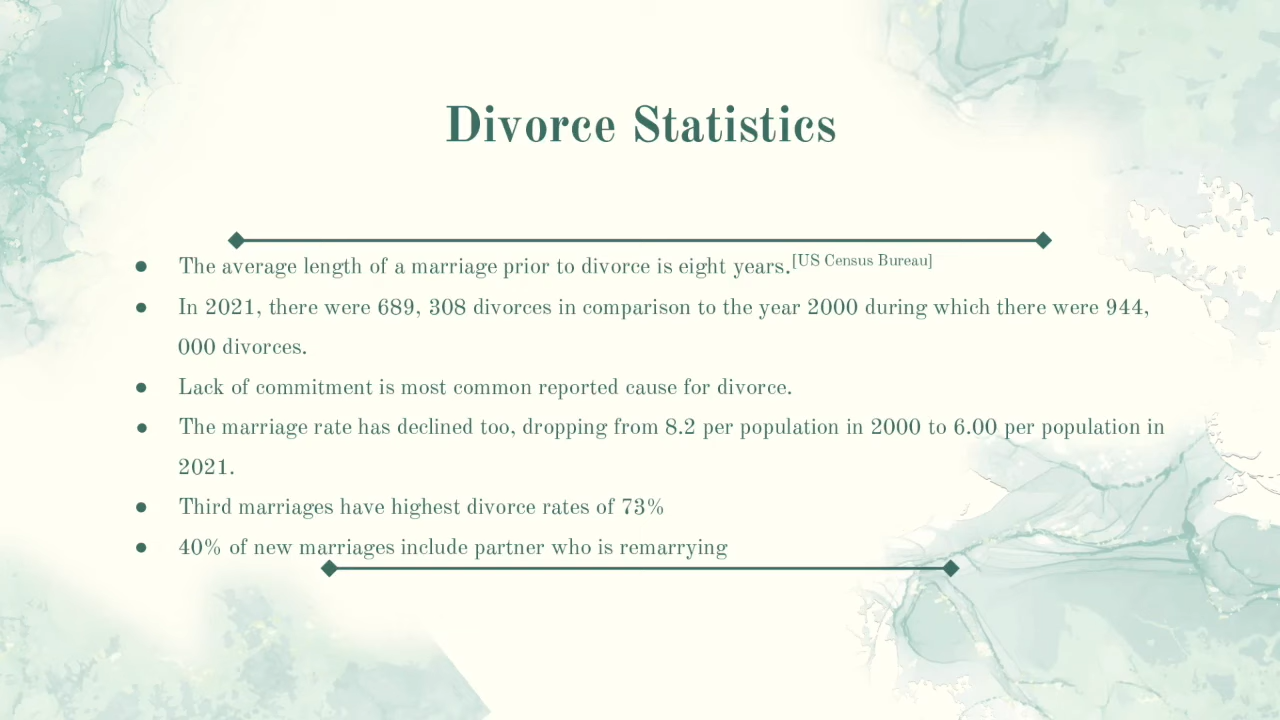 Divorce Statistics
● The average length of a marriage prior to divorce is eight years.[US Census Bureau]
● In 2021, there were 689, 308 divorces in comparison to the year 2000 during which there were 944,
000 divorces.
● Lack of commitment is most common reported cause for divorce.
● The marriage rate has declined too, dropping from 8.2 per population in 2000 to 6.00 per population in
2021.
● Third marriages have highest divorce rates of 73%
● 40% of new marriages include partner who is remarrying